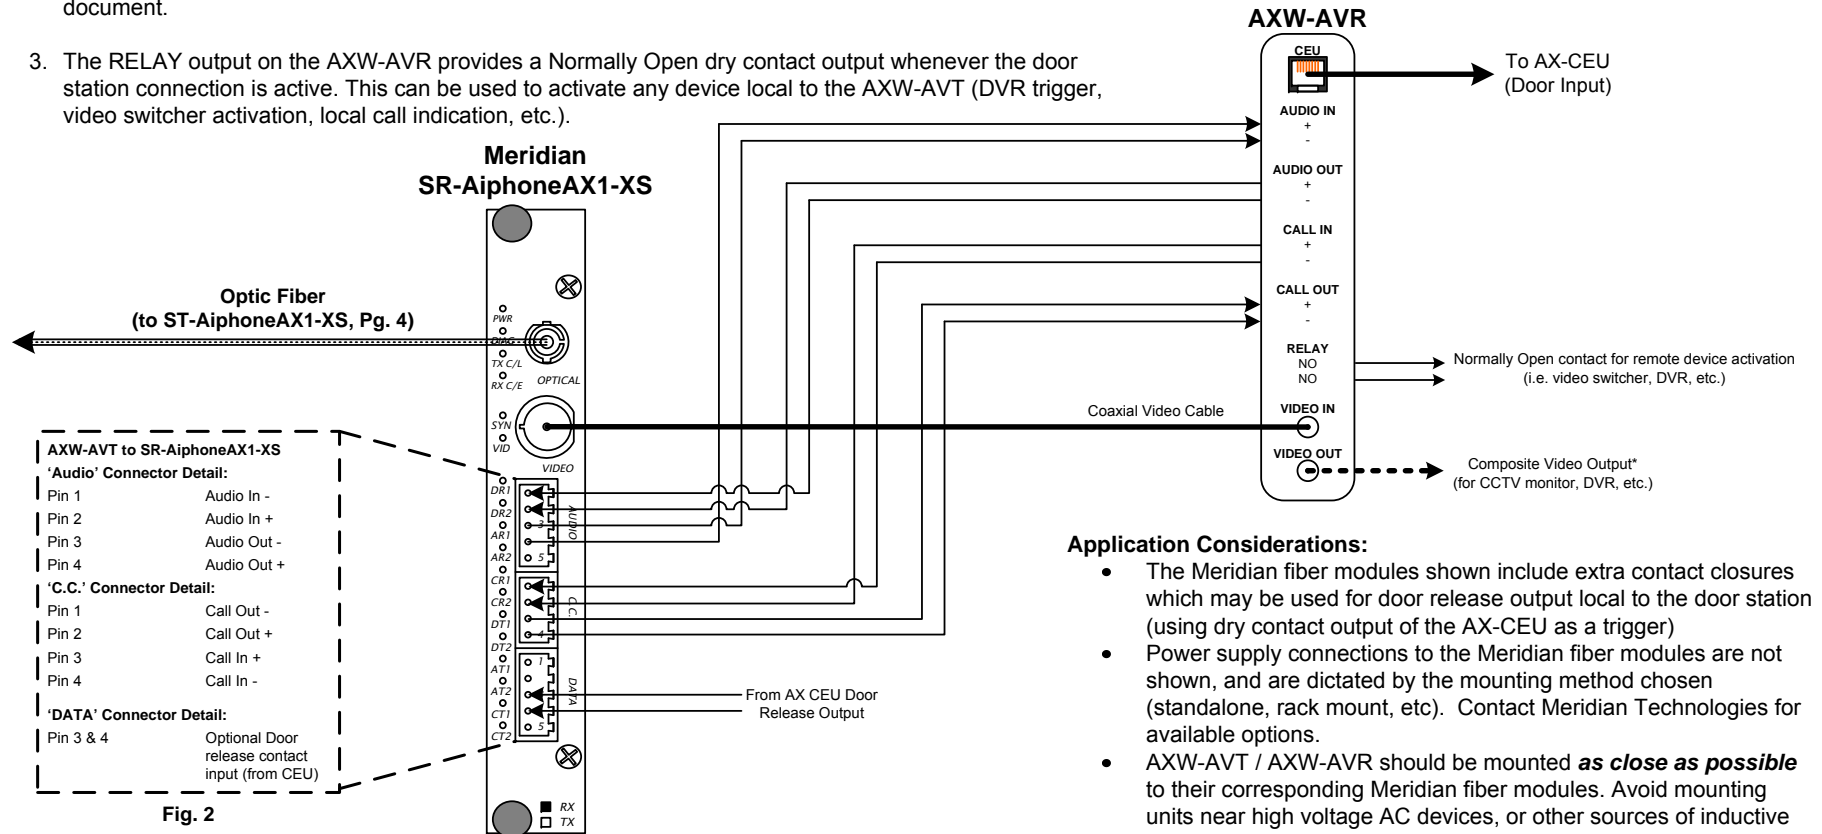 document.
3. The RELAY output on the AXW-AVR provides a Normally Open dry contact output whenever the door
station connection is active. This can be used to activate any device local to the AXW-AVT (DVR trigger,
video switcher activation, local call indication, etc.).
Meridian
SR-AiphoneAX1-XS
Optic Fiber
(to ST-AiphoneAX1-XS, Pg. 4)
PWR
DIAG
TX C/L
RX C/E
OPTICAL
SYN
VID
VIDEO
DR1
DR2
AR1
AR2
CR1
CR2
DT1
DT2
AT1
AT2
CT1
CT2
3
5
AUDIO
4
C.C.
1
5
DATA
RX
TX
AXW-AVT to SR-AiphoneAX1-XS
‘Audio’ Connector Detail:
Pin 1 Audio In -
Pin 2 Audio In +
Pin 3 Audio Out -
Pin 4 Audio Out +
‘C.C.’ Connector Detail:
Pin 1 Call Out -
Pin 2 Call Out +
Pin 3 Call In +
Pin 4 Call In -
‘DATA’ Connector Detail:
Pin 3 & 4 Optional Door
release contact
input (from CEU)
Fig. 2
From AX CEU Door
Release Output
Coaxial Video Cable
AXW-AVR
CEU
AUDIO IN
+
-
AUDIO OUT
+
-
CALL IN
+
-
CALL OUT
+
-
RELAY
NO
NO
VIDEO IN
VIDEO OUT
To AX-CEU
(Door Input)
Normally Open contact for remote device activation
(i.e. video switcher, DVR, etc.)
Composite Video Output*
(for CCTV monitor, DVR, etc.)
Application Considerations:
• The Meridian fiber modules shown include extra contact closures
which may be used for door release output local to the door station
(using dry contact output of the AX-CEU as a trigger)
• Power supply connections to the Meridian fiber modules are not
shown, and are dictated by the mounting method chosen
(standalone, rack mount, etc). Contact Meridian Technologies for
available options.
• AXW-AVT / AXW-AVR should be mounted as close as possible
to their corresponding Meridian fiber modules. Avoid mounting
units near high voltage AC devices, or other sources of inductive